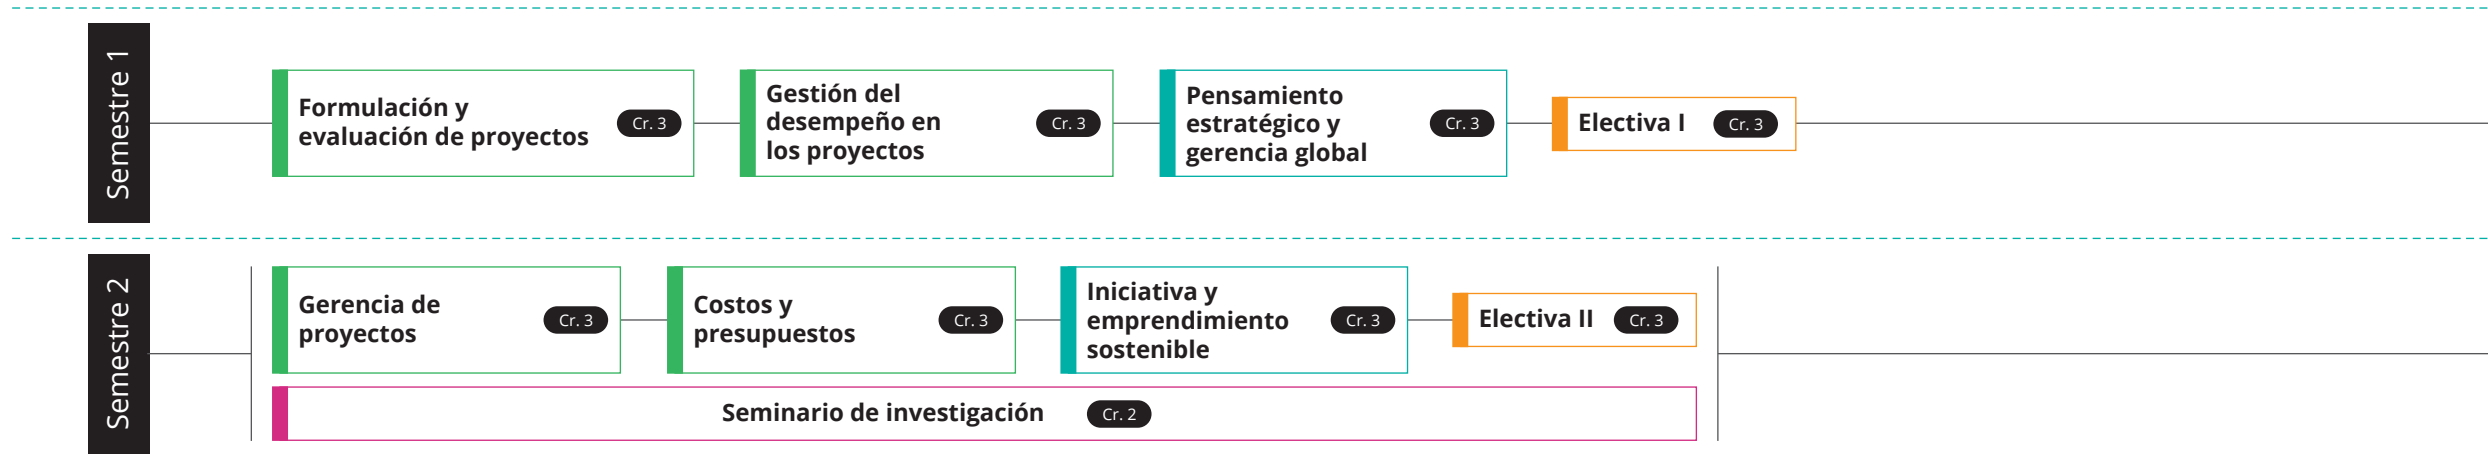 Semestre 1
Formulación y
evaluación de proyectos
Cr. 3
Gestión del
desempeño en
los proyectos
Cr. 3
Pensamiento
estratégico y
gerencia global
Cr. 3
Electiva I
Cr. 3
Semestre 2
Gerencia de
proyectos
Cr. 3
Costos y
presupuestos
Cr. 3
Iniciativa y
emprendimiento
sostenible
Cr. 3
Electiva II
Cr. 3
Seminario de investigación
Cr. 2